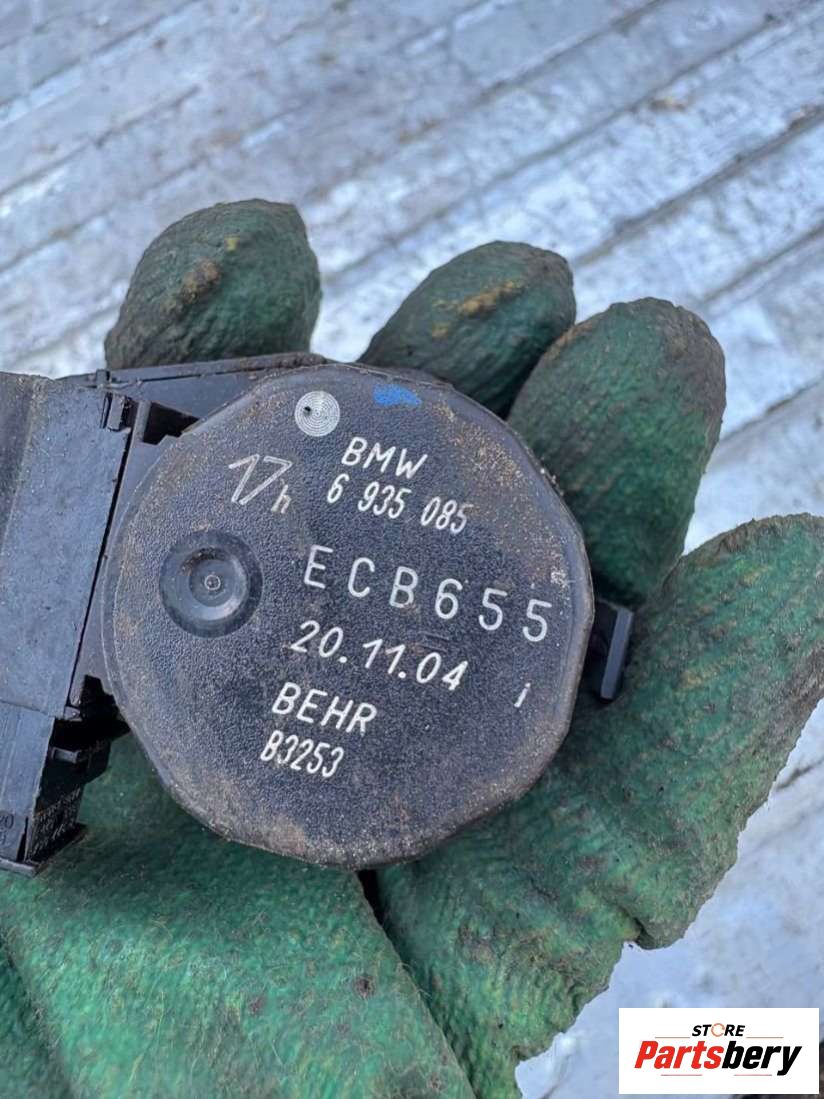 BMW
17h
6 935 085
ECB655
20.11.04
i
BEHR
B3253
STORE
Partsbery